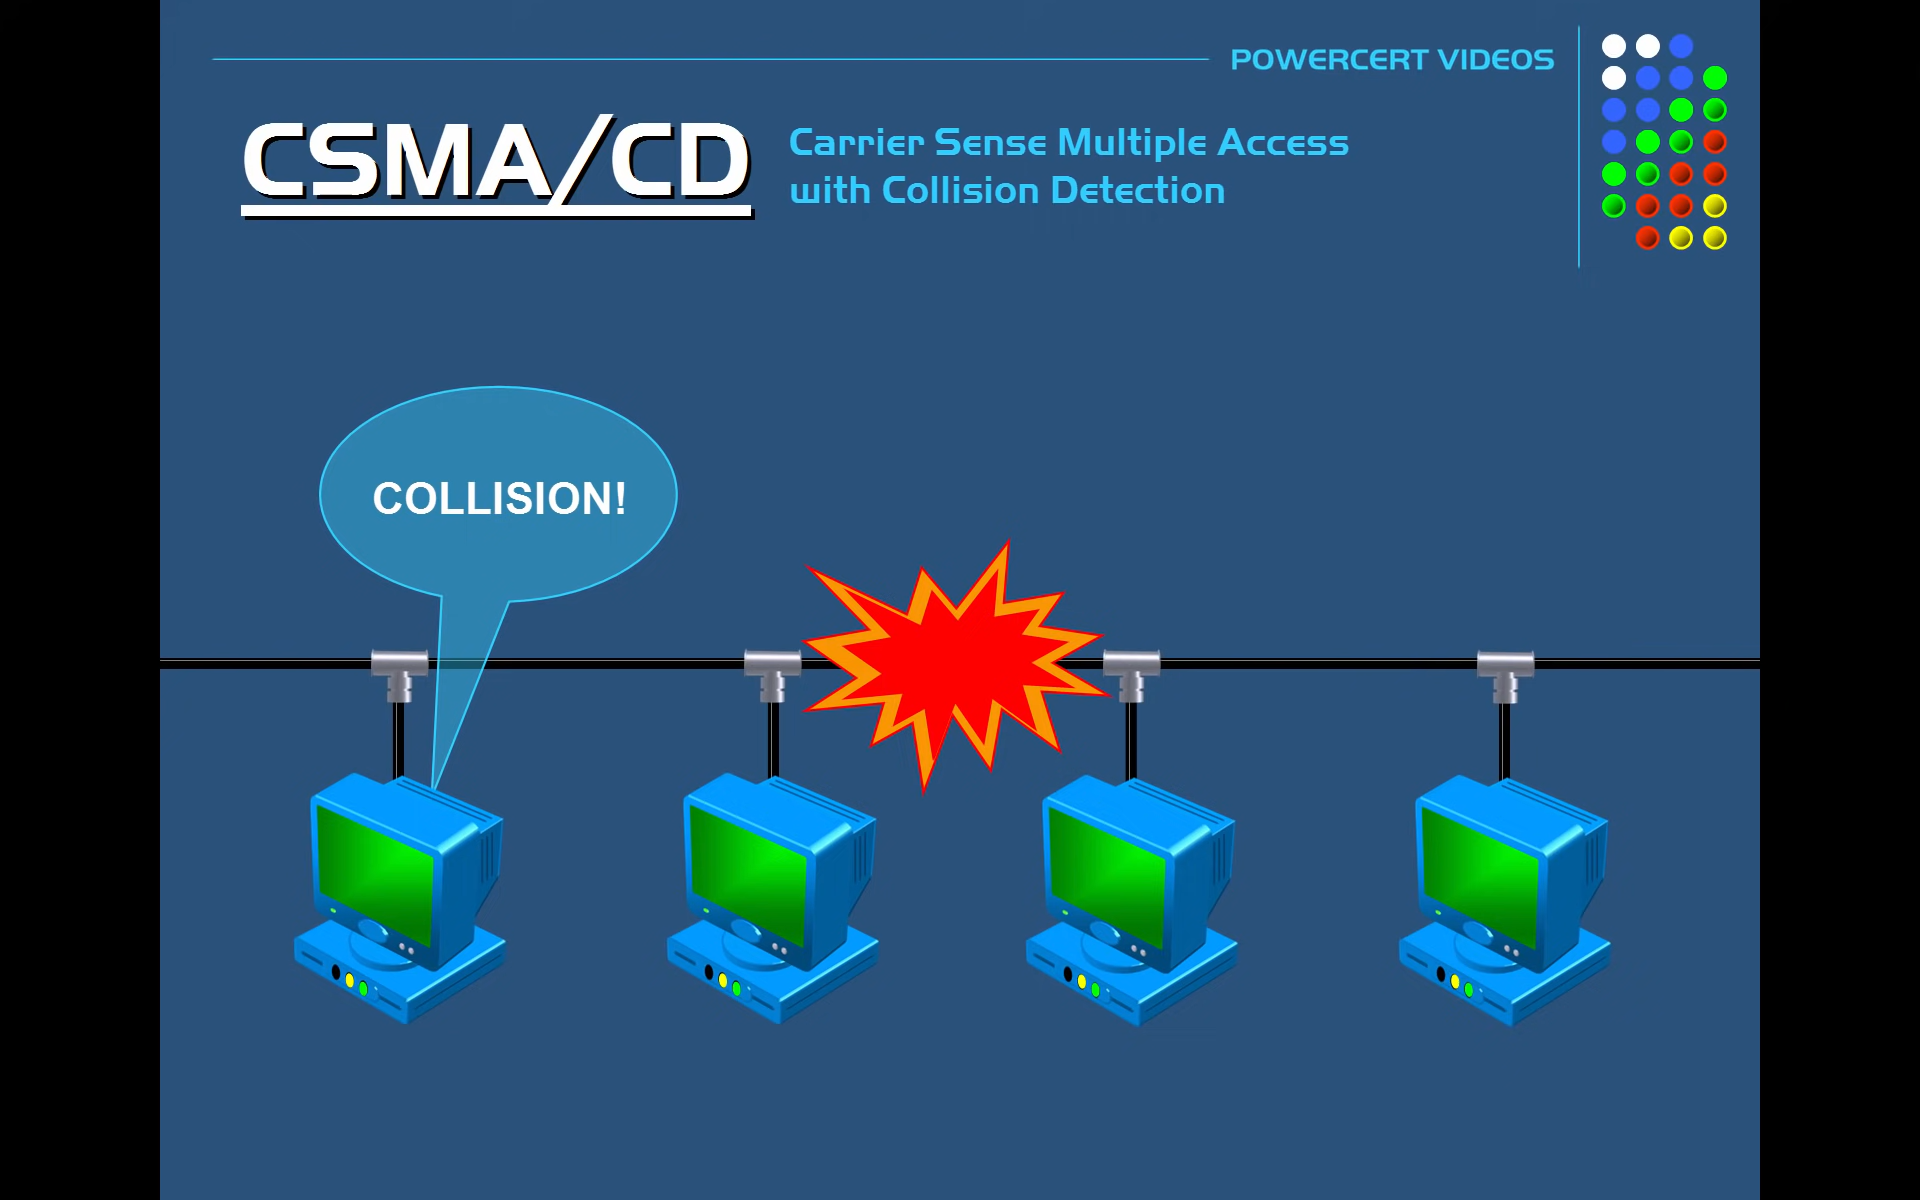 POWERCERT VIDEOS
CSMA/CD
Carrier Sense Multiple Access
with Collision Detection
COLLISION!